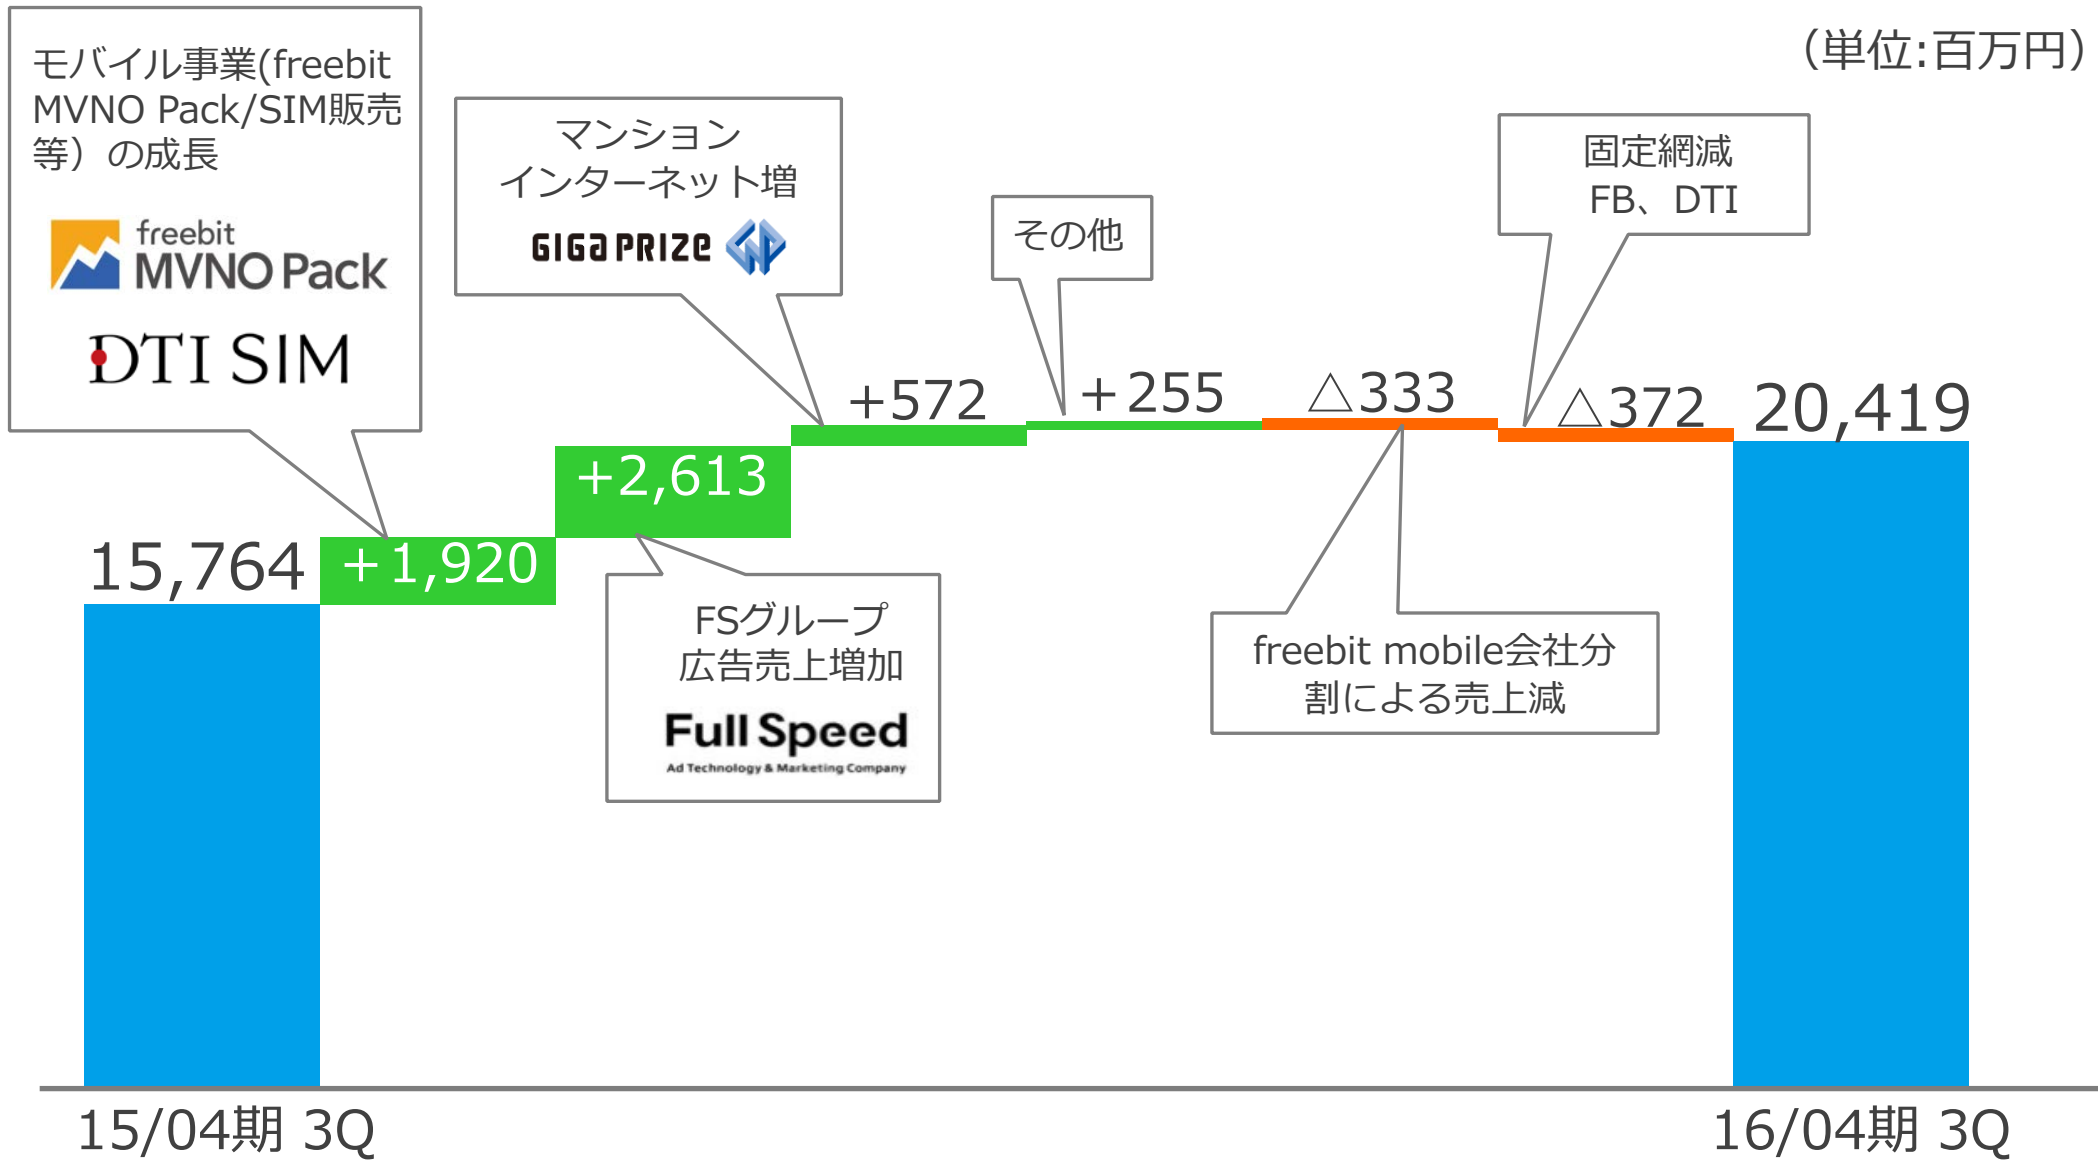 （単位:百万円）
モバイル事業(freebit
MVNO Pack/SIM販売
等）の成長
freebit
MVNO Pack
DTI SIM
マンション
インターネット増
GIGA PRIZE
その他
固定網減
FB、DTI
15,764
＋1,920
+2,613
+572
＋255
△333
△372
20,419
FSグループ
広告売上増加
Full Speed
Ad Technology & Marketing Company
freebit mobile会社分
割による売上減
15/04期 3Q
16/04期 3Q